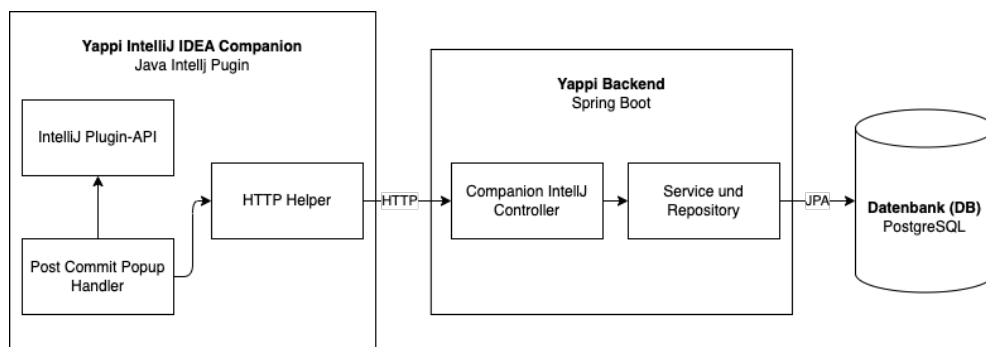 Yappi IntelliJ IDEA Companion
Java Intellj Pugin
IntelliJ Plugin-API
Post Commit Popup
Handler
HTTP Helper
HTTP
Yappi Backend
Spring Boot
Companion IntellJ
Controller
Service und
Repository
JPA
Datenbank (DB)
PostgreSQL